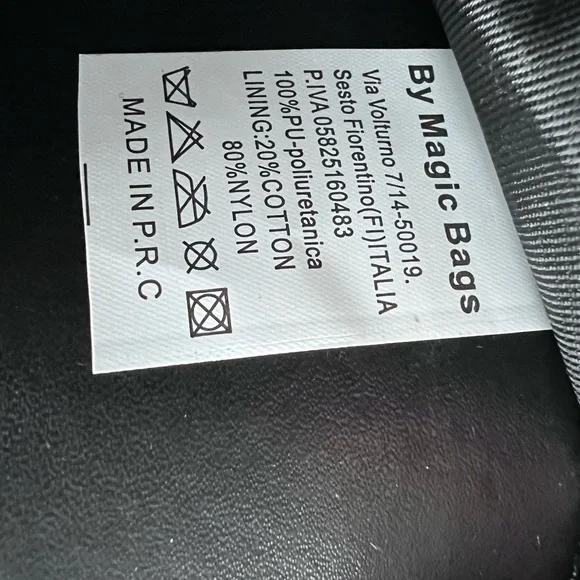 By Magic Bags
Via Volturno 7/14-50019.
Sesto Fiorentino(FI)ITALIA
P.IVA 05825160483
100%PU-poliuretanica
LINING:20%COTTON
80%NYLON
MADE IN P.R.C